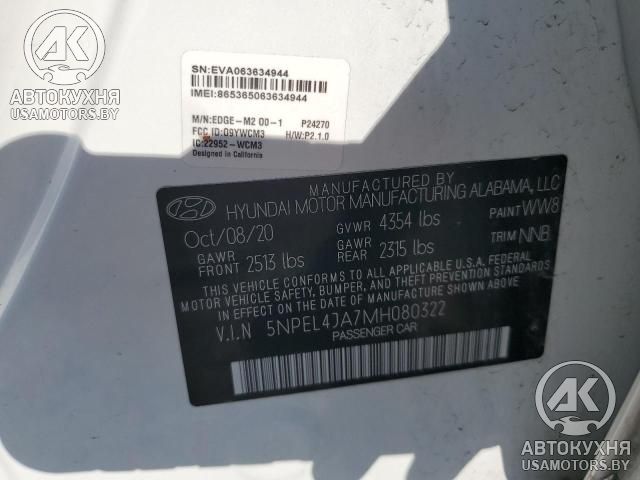 SN:EVA063634944
IMEI:865365063634944
M/N:EDGE-M2 00-1 P24270
FCC ID:O9YWCM3 H/W:P2.1.0
IC:22952-WCM3
Designed in California
MANUFACTURED BY
HYUNDAI MOTOR MANUFACTURING ALABAMA, LLC
Oct/08/20 GVWR 4354 lbs PAINT WW8
GAWR FRONT 2513 lbs GAWR REAR 2315 lbs TRIM NNB
THIS VEHICLE CONFORMS TO ALL APPLICABLE U.S.A. FEDERAL
MOTOR VEHICLE SAFETY, BUMPER, AND THEFT PREVENTION STANDARDS
IN EFFECT ON THE DATE OF MANUFACTURE SHOWN ABOVE.
V.I.N 5NPEL4JA7MH080322
PASSENGER CAR
АК
АВТОКУХНЯ
USAMOTORS.BY
АК
АВТОКУХНЯ
USAMOTORS.BY